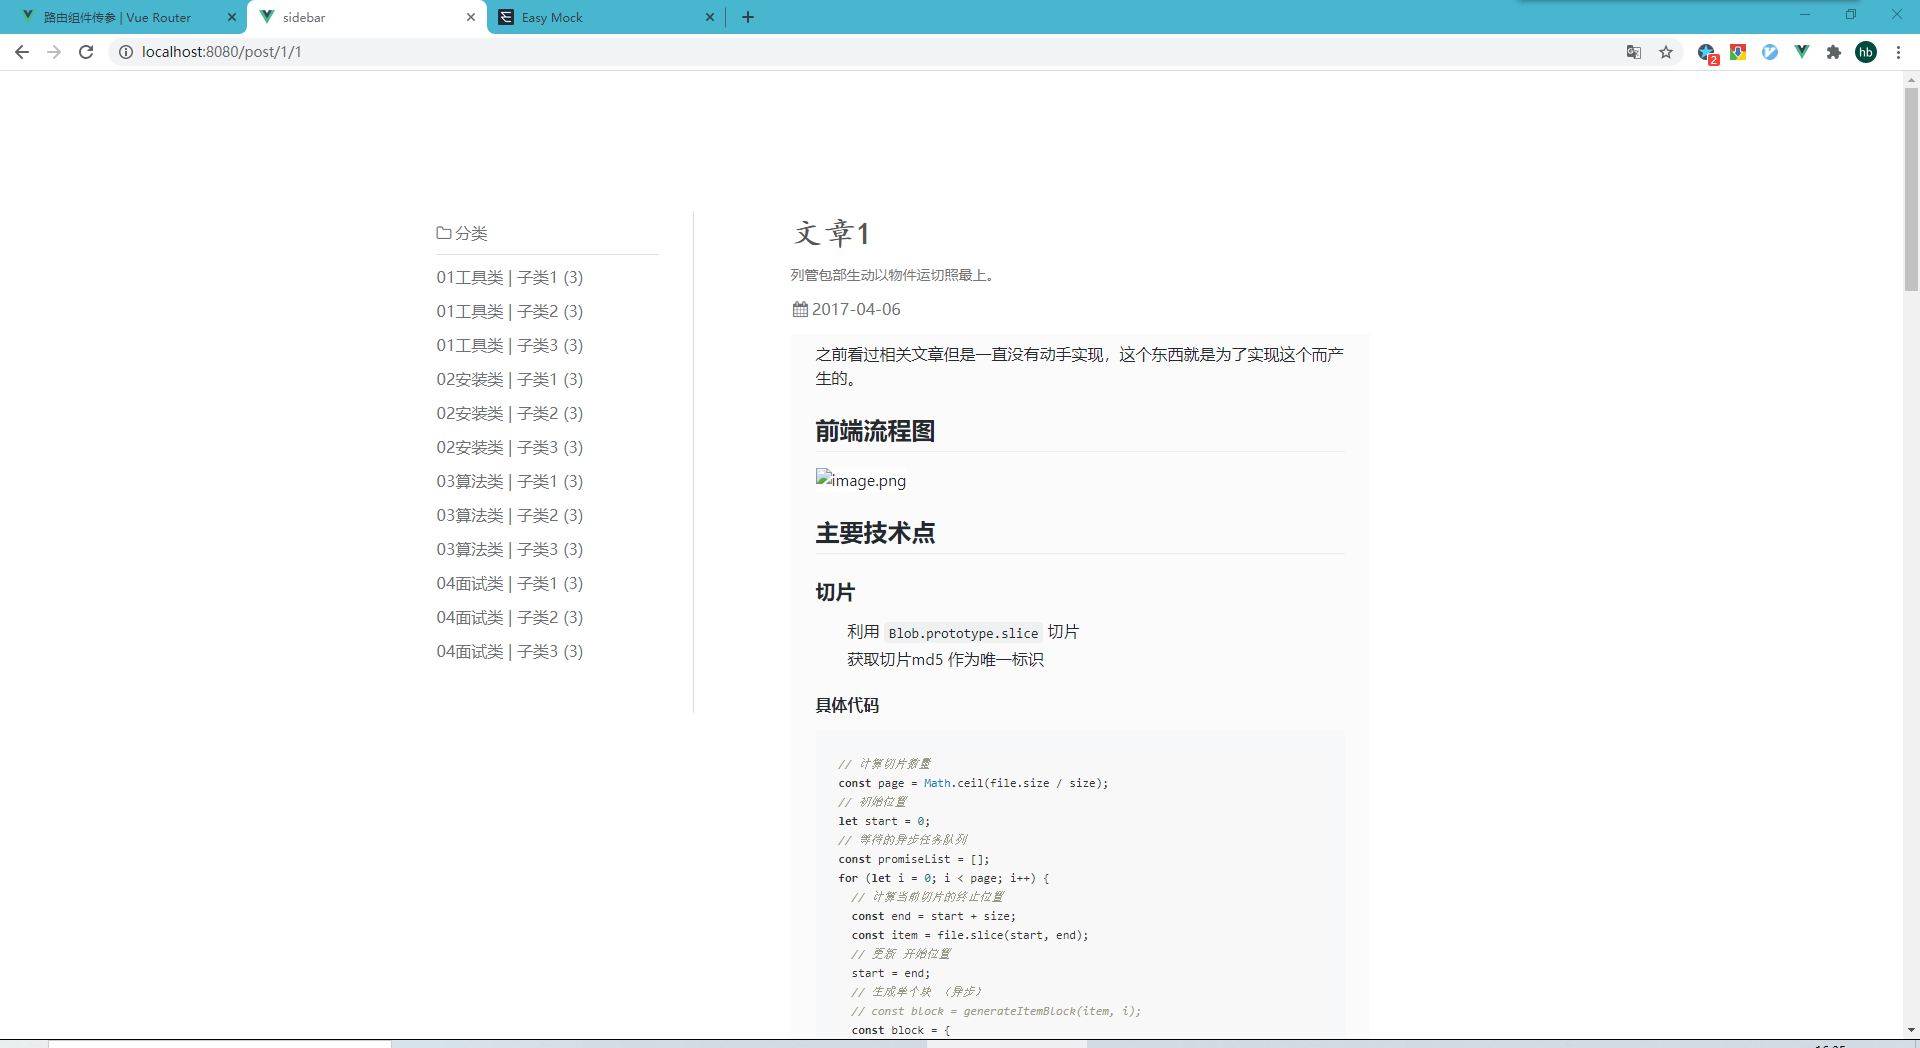 路由组件传参 | Vue Router
sidebar
Easy Mock
localhost:8080/post/1/1
2
hb
分类
01工具类 | 子类1 (3)
01工具类 | 子类2 (3)
01工具类 | 子类3 (3)
02安装类 | 子类1 (3)
02安装类 | 子类2 (3)
02安装类 | 子类3 (3)
03算法类 | 子类1 (3)
03算法类 | 子类2 (3)
03算法类 | 子类3 (3)
04面试类 | 子类1 (3)
04面试类 | 子类2 (3)
04面试类 | 子类3 (3)
文章1
列管包部生动以物件运切照最上。
2017-04-06
之前看过相关文章但是一直没有动手实现，这个东西就是为了实现这个而产
生的。
前端流程图
image.png
主要技术点
切片
利用 Blob.prototype.slice 切片
获取切片md5 作为唯一标识
具体代码
// 计算切片数量
const page = Math.ceil(file.size / size);
// 初始位置
let start = 0;
// 等待的异步任务队列
const promiseList = [];
for (let i = 0; i < page; i++) {
// 计算当前切片的终止位置
const end = start + size;
const item = file.slice(start, end);
// 更新 开始位置
start = end;
// 生成单个块 （异步）
// const block = generateItemBlock(item, i);
const block = {